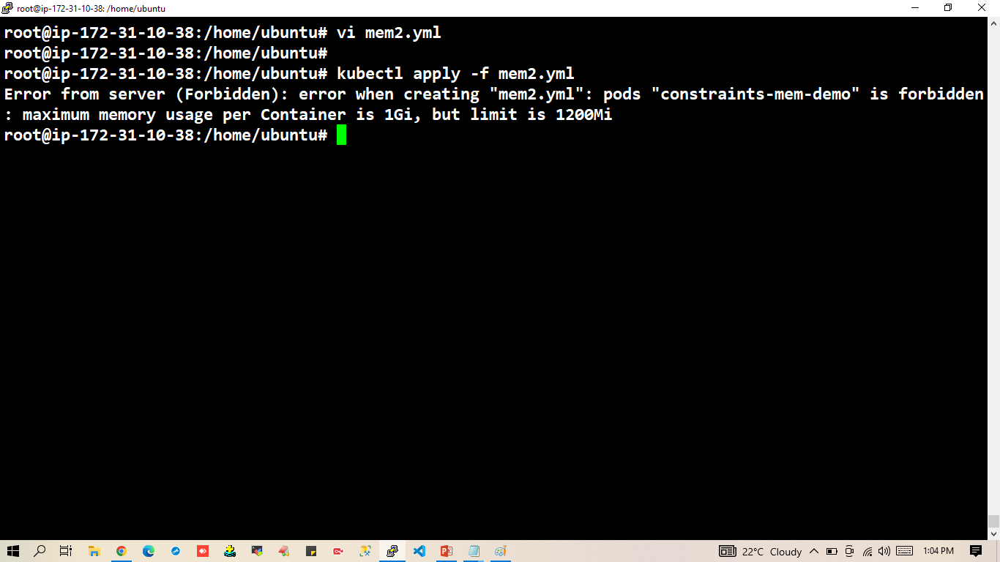 root@ip-172-31-10-38: /home/ubuntu
root@ip-172-31-10-38:/home/ubuntu# vi mem2.yml
root@ip-172-31-10-38:/home/ubuntu#
root@ip-172-31-10-38:/home/ubuntu# kubectl apply -f mem2.yml
Error from server (Forbidden): error when creating "mem2.yml": pods "constraints-mem-demo" is forbidden
: maximum memory usage per Container is 1Gi, but limit is 1200Mi
root@ip-172-31-10-38:/home/ubuntu#
22°C Cloudy 1:04 PM